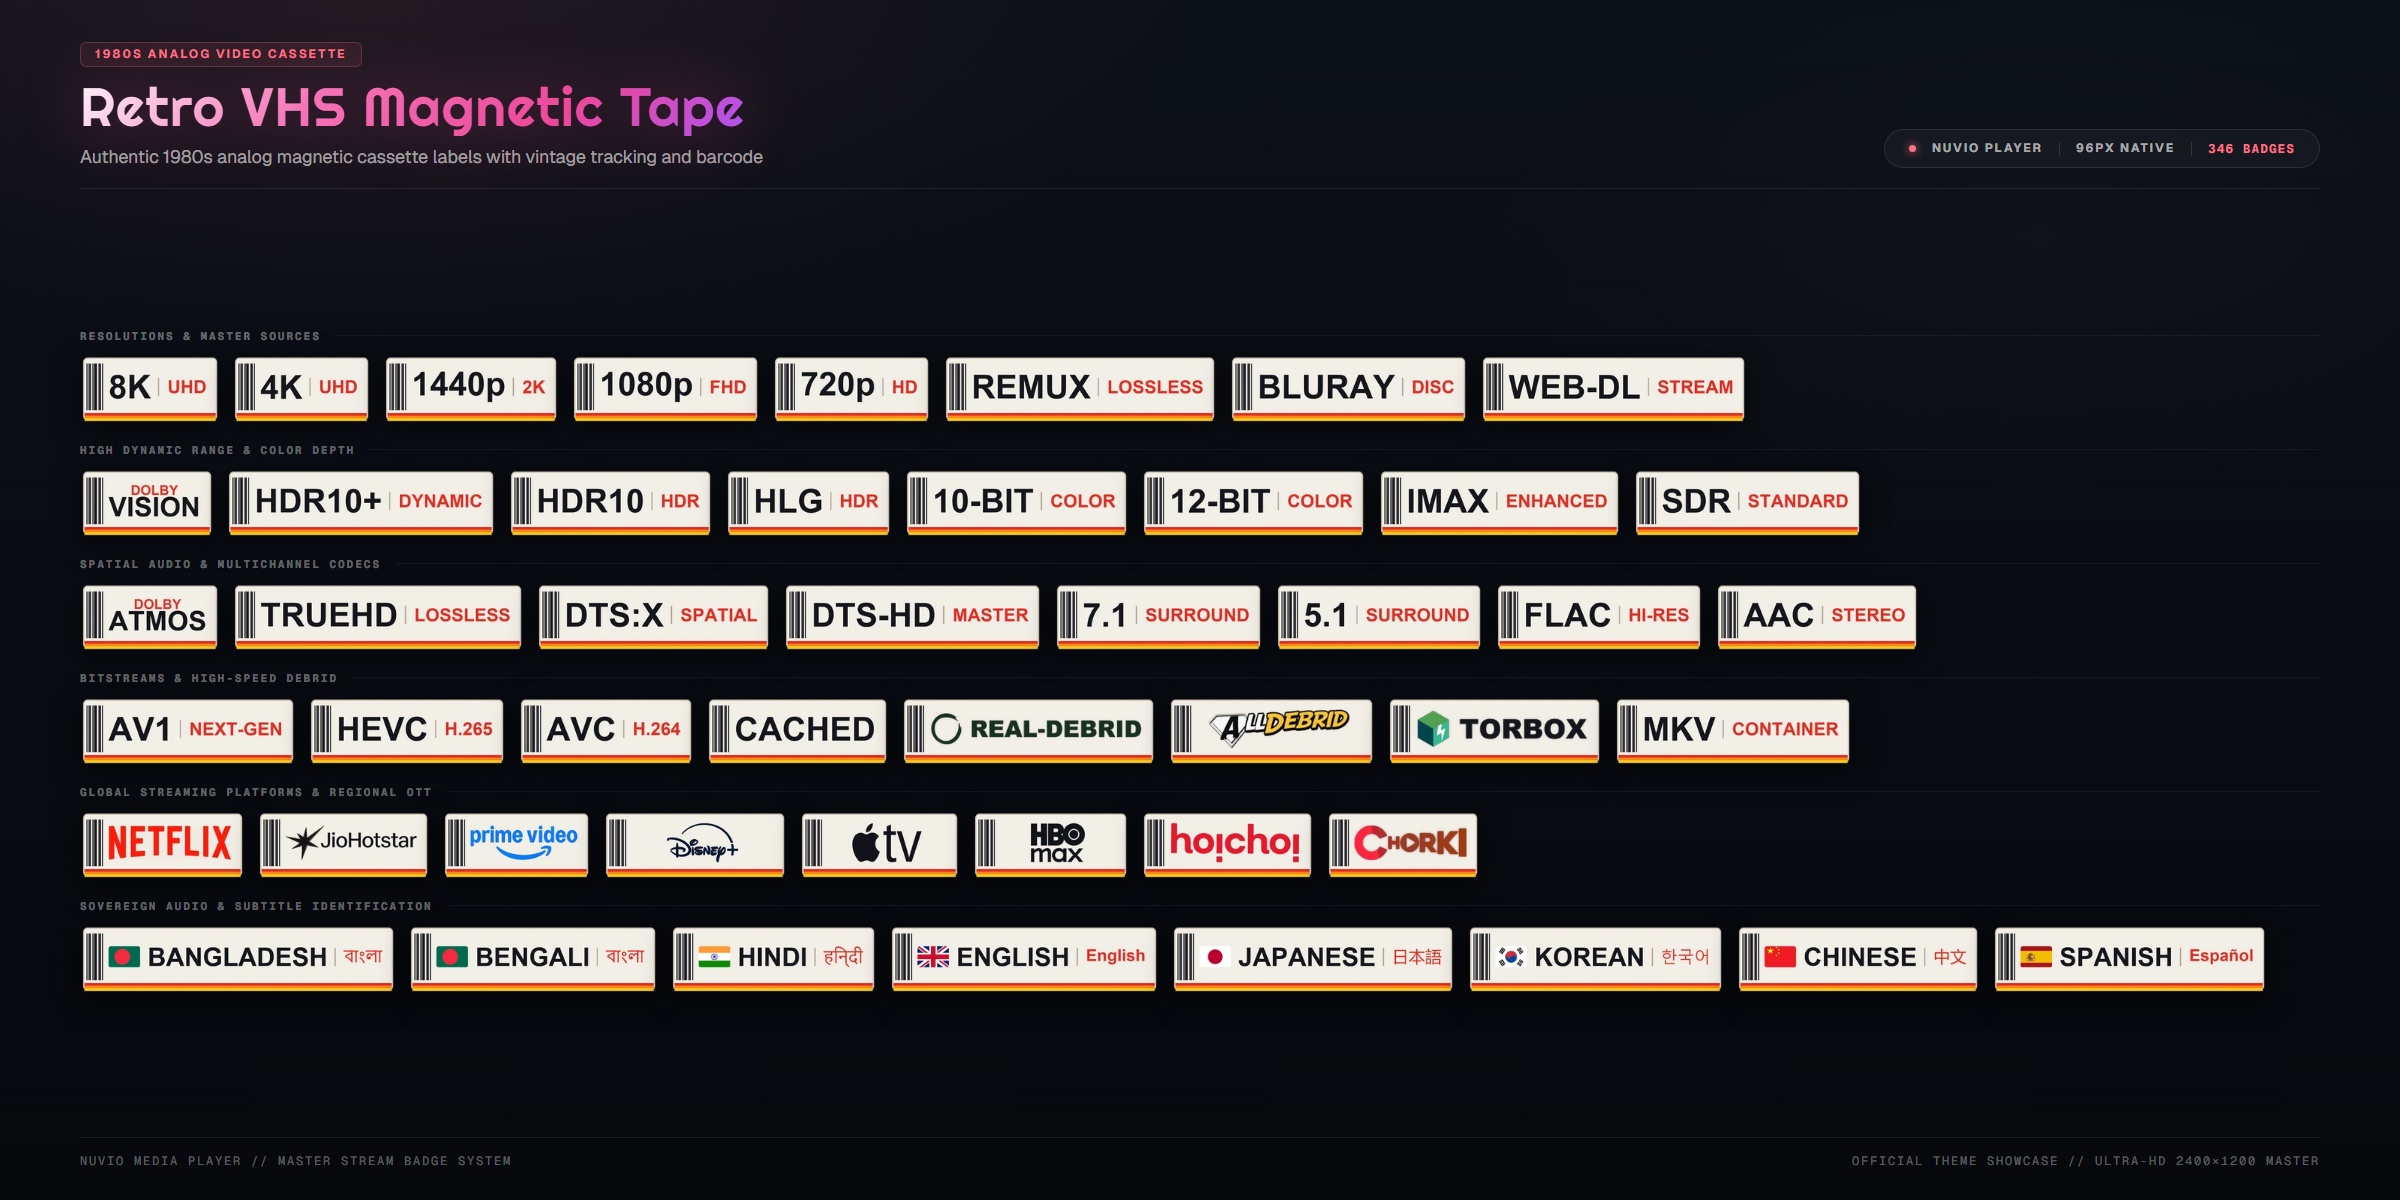 1980S ANALOG VIDEO CASSETTE
Retro VHS Magnetic Tape
Authentic 1980s analog magnetic cassette labels with vintage tracking and barcode
NUVIO PLAYER | 96PX NATIVE | 346 BADGES
RESOLUTIONS & MASTER SOURCES
8K | UHD 4K | UHD 1440p | 2K 1080p | FHD 720p | HD REMUX | LOSSLESS BLURAY | DISC WEB-DL | STREAM
HIGH DYNAMIC RANGE & COLOR DEPTH
DOLBY VISION HDR10+ | DYNAMIC HDR10 | HDR HLG | HDR 10-BIT | COLOR 12-BIT | COLOR IMAX | ENHANCED SDR | STANDARD
SPATIAL AUDIO & MULTICHANNEL CODECS
DOLBY ATMOS TRUEHD | LOSSLESS DTS:X | SPATIAL DTS-HD | MASTER 7.1 | SURROUND 5.1 | SURROUND FLAC | HI-RES AAC | STEREO
BITSTREAMS & HIGH-SPEED DEBRID
AV1 | NEXT-GEN HEVC | H.265 AVC | H.264 CACHED REAL-DEBRID ALLDEBRID TORBOX MKV | CONTAINER
GLOBAL STREAMING PLATFORMS & REGIONAL OTT
NETFLIX JioHotstar prime video Disney+ tv HBO max hoichoi CHORKI
SOVEREIGN AUDIO & SUBTITLE IDENTIFICATION
BANGLADESH | বাংলা BENGALI | বাংলা HINDI | हिन्दी ENGLISH | English JAPANESE | 日本語 KOREAN | 한국어 CHINESE | 中文 SPANISH | Español
NUVIO MEDIA PLAYER // MASTER STREAM BADGE SYSTEM
OFFICIAL THEME SHOWCASE // ULTRA-HD 2400×1200 MASTER